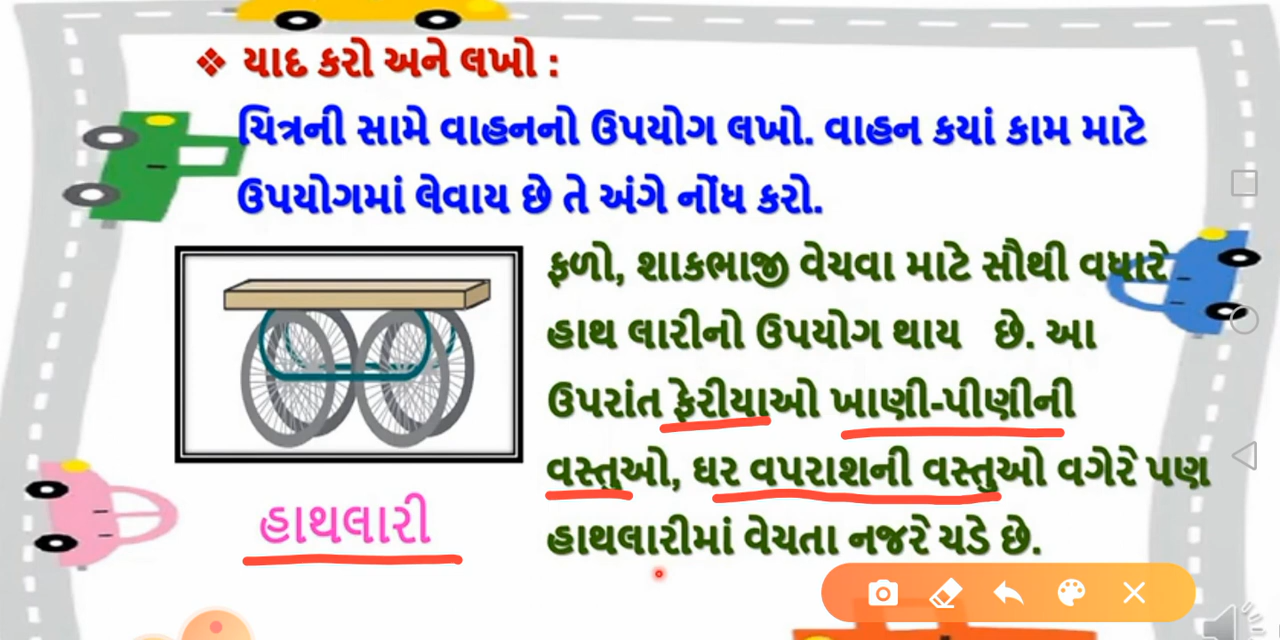 ❖ યાદ કરો અને લખો :
ચિત્રની સામે વાહનનો ઉપયોગ લખો. વાહન કયાં કામ માટે
ઉપયોગમાં લેવાય છે તે અંગે નોંધ કરો.
ફળો, શાકભાજી વેચવા માટે સૌથી વધારે
હાથ લારીનો ઉપયોગ થાય છે. આ
ઉપરાંત ફેરીયાઓ ખાણી-પીણીની
વસ્તુઓ, ઘર વપરાશની વસ્તુઓ વગેરે પણ
હાથલારીમાં વેચતા નજરે ચડે છે.
હાથલારી